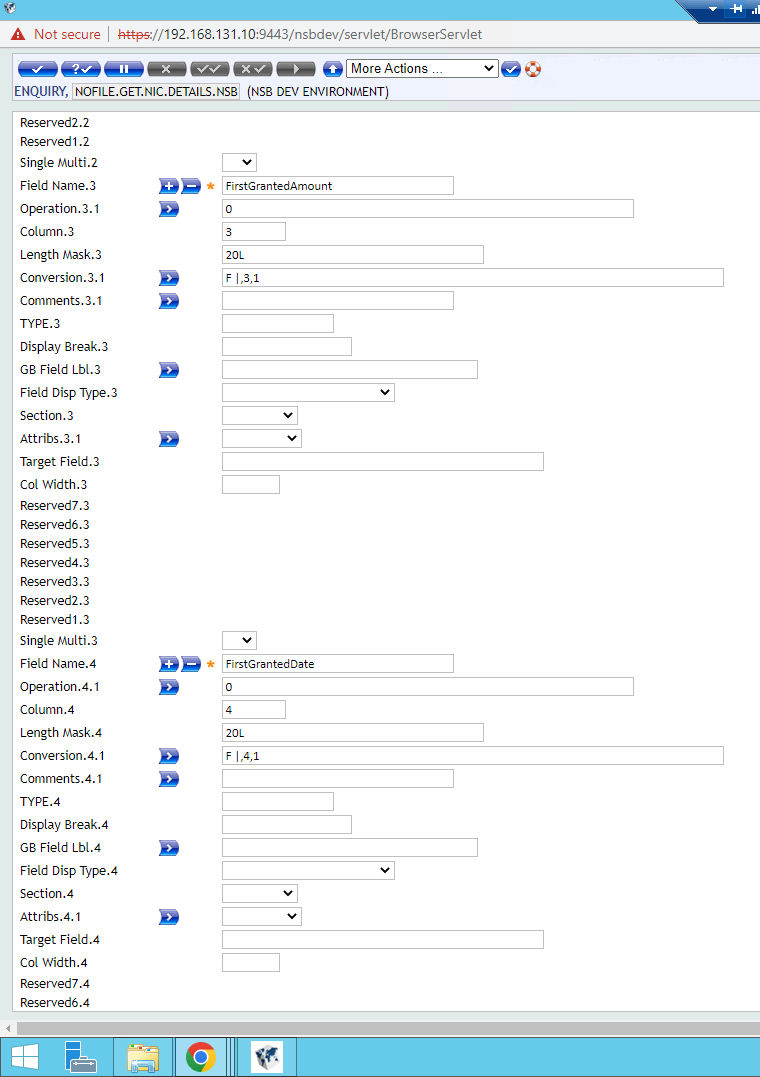 Not secure https://192.168.131.10:9443/nsbdev/servlet/BrowserServlet
More Actions ...
ENQUIRY, NOFILE.GET.NIC.DETAILS.NSB (NSB DEV ENVIRONMENT)
Reserved2.2
Reserved1.2
Single Multi.2
Field Name.3 * FirstGrantedAmount
Operation.3.1 0
Column.3 3
Length Mask.3 20L
Conversion.3.1 F |,3,1
Comments.3.1
TYPE.3
Display Break.3
GB Field Lbl.3
Field Disp Type.3
Section.3
Attribs.3.1
Target Field.3
Col Width.3
Reserved7.3
Reserved6.3
Reserved5.3
Reserved4.3
Reserved3.3
Reserved2.3
Reserved1.3
Single Multi.3
Field Name.4 * FirstGrantedDate
Operation.4.1 0
Column.4 4
Length Mask.4 20L
Conversion.4.1 F |,4,1
Comments.4.1
TYPE.4
Display Break.4
GB Field Lbl.4
Field Disp Type.4
Section.4
Attribs.4.1
Target Field.4
Col Width.4
Reserved7.4
Reserved6.4